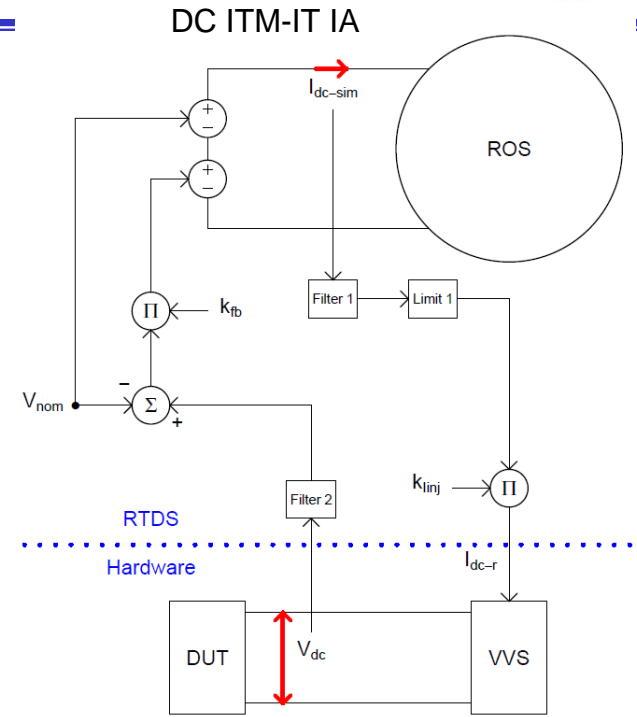 DC ITM-IT IA
+
−
I dc–sim
ROS
+
−
Filter 1
Limit 1
Π
k fb
−
V nom
Σ
+
k Iinj
Π
Filter 2
RTDS
Hardware
I dc–r
DUT
V dc
VVS